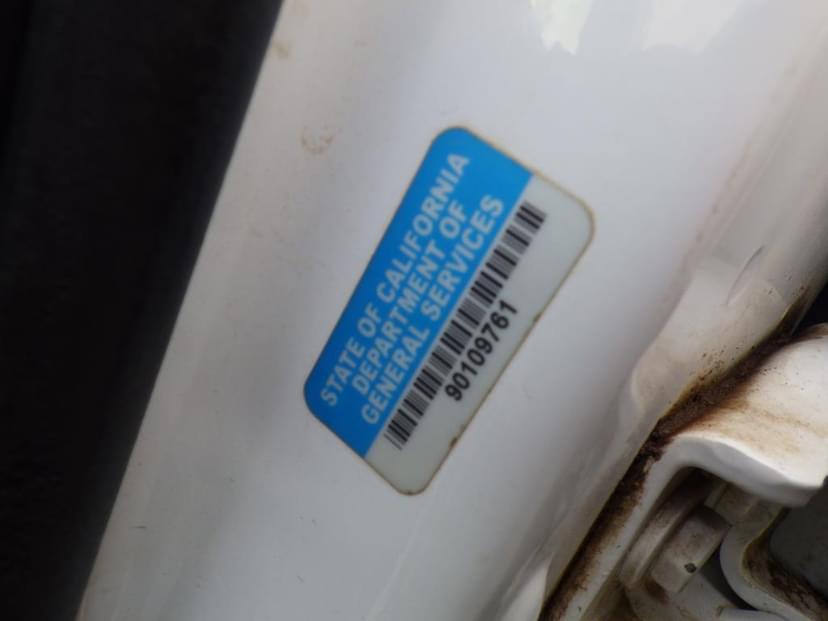 STATE OF CALIFORNIA
DEPARTMENT OF
GENERAL SERVICES
90109761